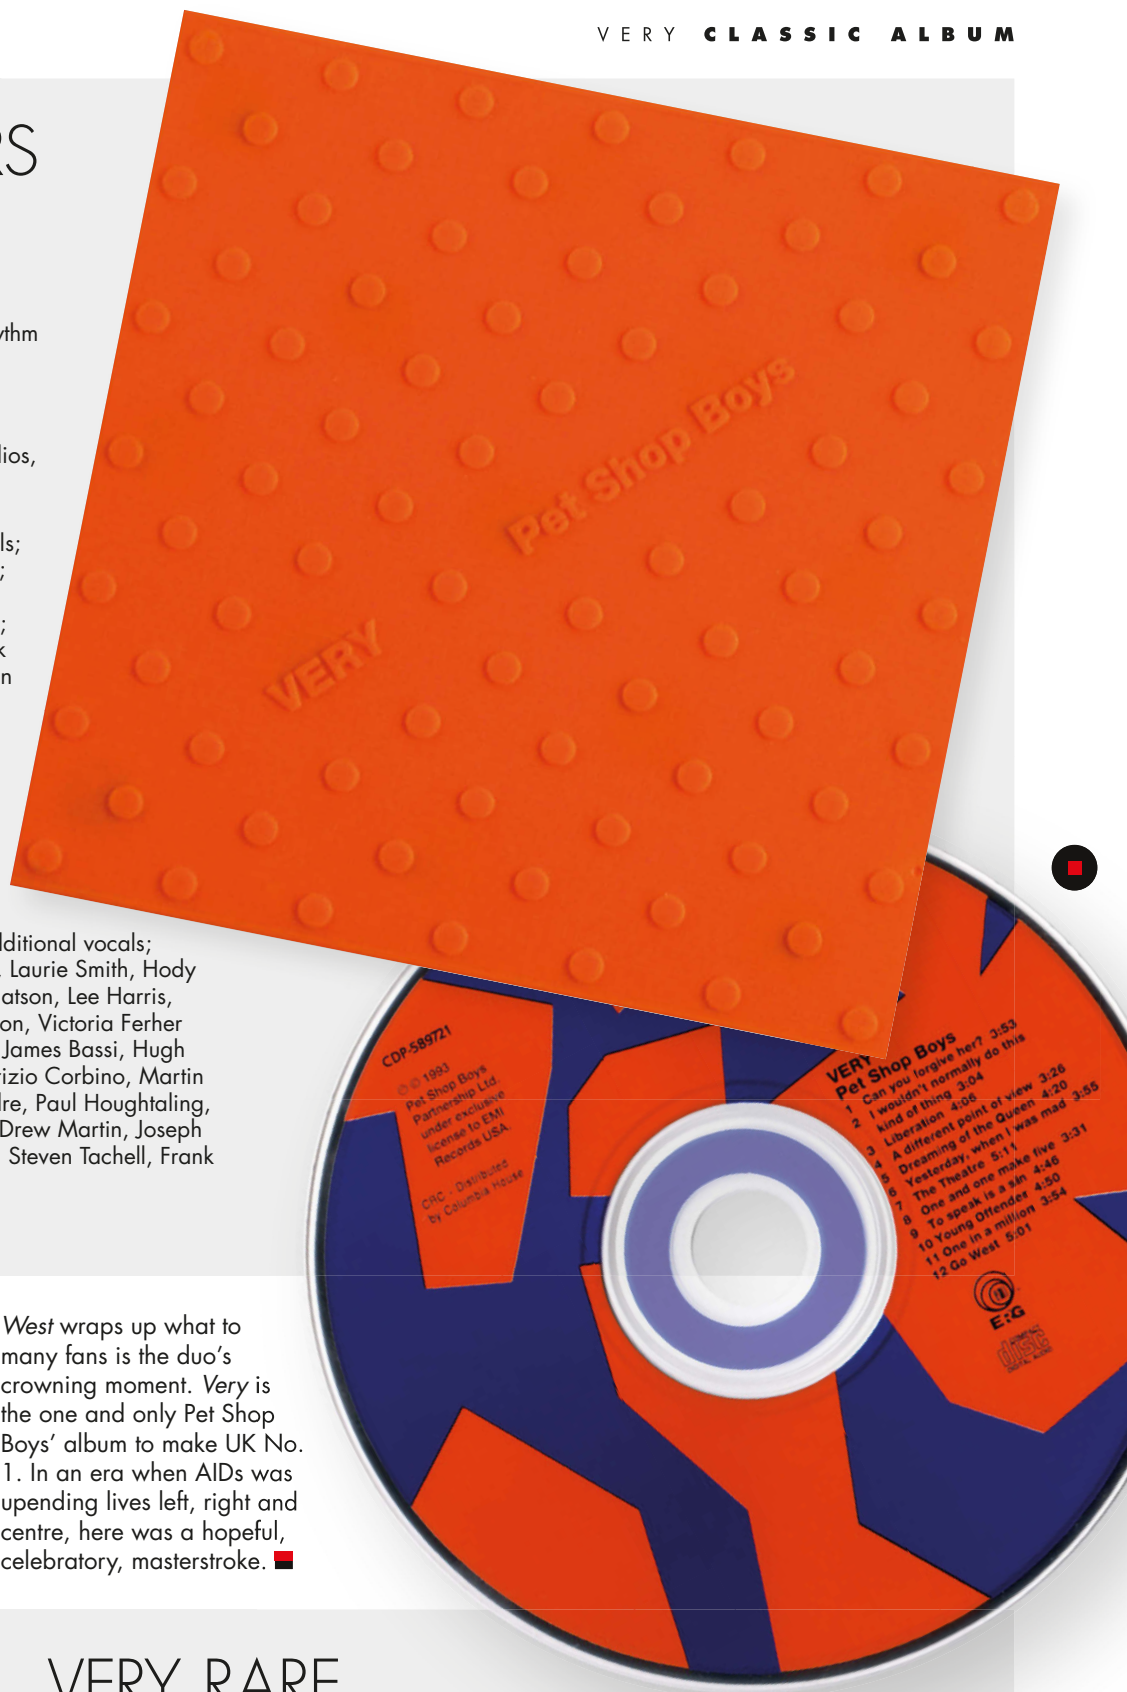 VERY CLASSIC ALBUM
RS
ythm
dios,
ls;
;
;
k
n
Pet Shop Boys
VERY
dditional vocals;
, Laurie Smith, Hody
atson, Lee Harris,
on, Victoria Ferher
James Bassi, Hugh
rizio Corbino, Martin
dre, Paul Houghtaling,
Drew Martin, Joseph
Steven Tachell, Frank
CDP-589721
℗ © 1993
Pet Shop Boys
Partnership Ltd.
under exclusive
license to EMI
Records USA.
CRC - Distributed
by Columbia House
VERY
Pet Shop Boys
1 Can you forgive her? 3:53
2 I wouldn't normally do this
kind of thing 3:04
3 Liberation 4:06
4 A different point of view 3:26
5 Dreaming of the Queen 4:20
6 Yesterday, when I was mad 3:55
7 The Theatre 5:11
8 One and one make five 3:31
9 To speak is a sin 4:46
10 Young Offender 4:50
11 One in a million 3:54
12 Go West 5:01
E:G
COMPACT
disc
DIGITAL AUDIO
West wraps up what to
many fans is the duo's
crowning moment. Very is
the one and only Pet Shop
Boys' album to make UK No.
1. In an era when AIDs was
upending lives left, right and
centre, here was a hopeful,
celebratory, masterstroke.
VERY RARE